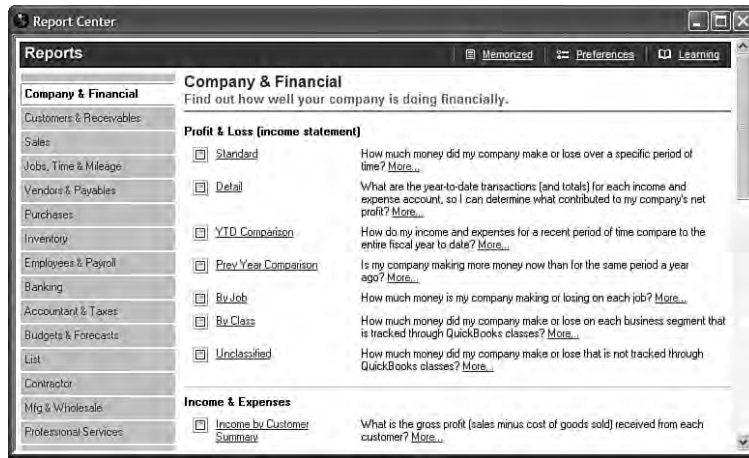 Report Center
Reports
Memorized
Preferences
Learning
Company & Financial
Customers & Receivables
Sales
Jobs, Time & Mileage
Vendors & Payables
Purchases
Inventory
Employees & Payroll
Banking
Accountant & Taxes
Budgets & Forecasts
List
Contractor
Mfg & Wholesale
Professional Services
Company & Financial
Find out how well your company is doing financially.
Profit & Loss (income statement)
Standard
How much money did my company make or lose over a specific period of
time? More...
Detail
What are the year-to-date transactions (and totals) for each income and
expense account, so I can determine what contributed to my company's net
profit? More...
YTD Comparison
How do my income and expenses for a recent period of time compare to the
entire fiscal year to date? More...
Prev Year Comparison
Is my company making more money now than for the same period a year
ago? More...
By Job
How much money is my company making or losing on each job? More...
By Class
How much money did my company make or lose on each business segment that
is tracked through QuickBooks classes? More...
Unclassified
How much money did my company make or lose that is not tracked through
QuickBooks classes? More...
Income & Expenses
Income by Customer
Summary
What is the gross profit (sales minus cost of goods sold) received from each
customer? More...